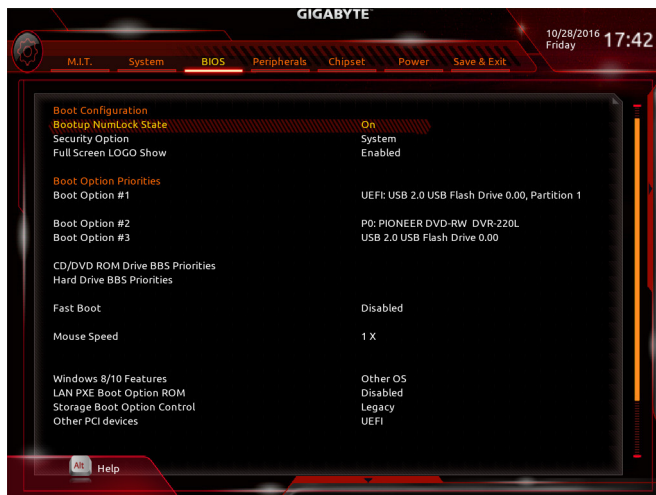 GIGABYTE™
10/28/2016
Friday
17:42
M.I.T. System BIOS Peripherals Chipset Power Save & Exit
Boot Configuration
Bootup NumLock State On
Security Option System
Full Screen LOGO Show Enabled
Boot Option Priorities
Boot Option #1 UEFI: USB 2.0 USB Flash Drive 0.00, Partition 1
Boot Option #2 P0: PIONEER DVD-RW DVR-220L
Boot Option #3 USB 2.0 USB Flash Drive 0.00
CD/DVD ROM Drive BBS Priorities
Hard Drive BBS Priorities
Fast Boot Disabled
Mouse Speed 1 X
Windows 8/10 Features Other OS
LAN PXE Boot Option ROM Disabled
Storage Boot Option Control Legacy
Other PCI devices UEFI
Alt Help